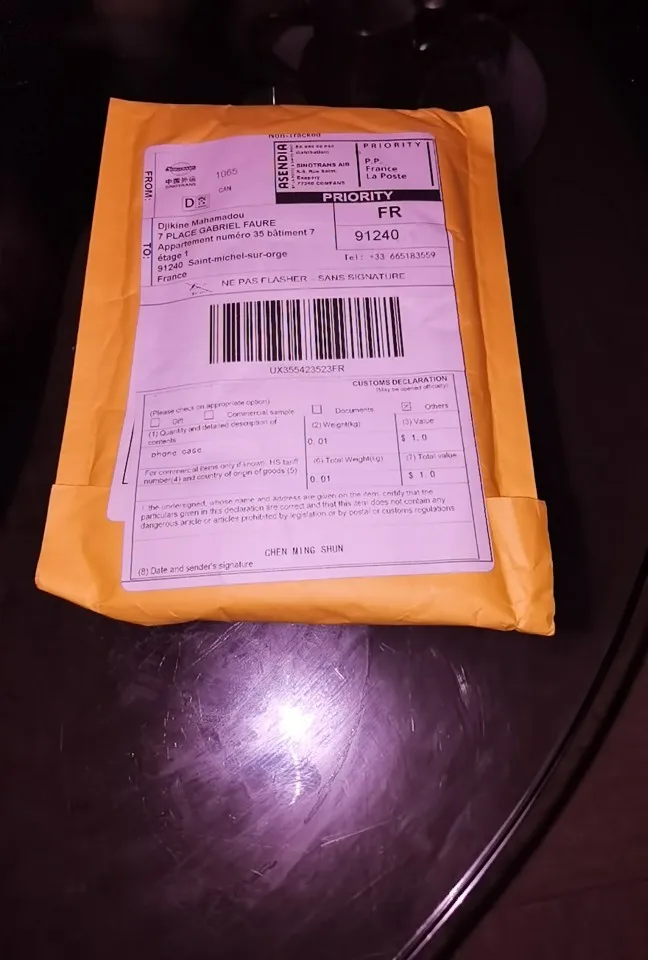 Non-Tracked
FROM:
中国外运
SINOTRANS
1065
CAN
D
ASENDIA
SINOTRANS AIR
77290 COMPANS
PRIORITY
P.P.
France
La Poste
PRIORITY
FR
91240
Tel: +33 665183559
TO:
Djikine Mahamadou
7 PLACE GABRIEL FAURE
Appartement numéro 35 bâtiment 7
étage 1
91240 Saint-michel-sur-orge
France
NE PAS FLASHER - SANS SIGNATURE
UX355423523FR
CUSTOMS DECLARATION
(May be opened officially)
(Please check on appropriate option)
Gift
Commercial sample
Documents
Others
(1) Quantity and detailed description of
contents
(2) Weight(kg)
(3) Value
phone case
0.01
$ 1.0
For commercial items only if known, HS tariff
number(4) and country of origin of goods (5)
(6) Total Weight(kg)
(7) Total value
0.01
$ 1.0
I the undersigned, whose name and address are given on the item, certify that the
particulars given in this declaration are correct and that this item does not contain any
dangerous article or articles prohibited by legislation or by postal or customs regulations
CHEN MING SHUN
(8) Date and sender's signature